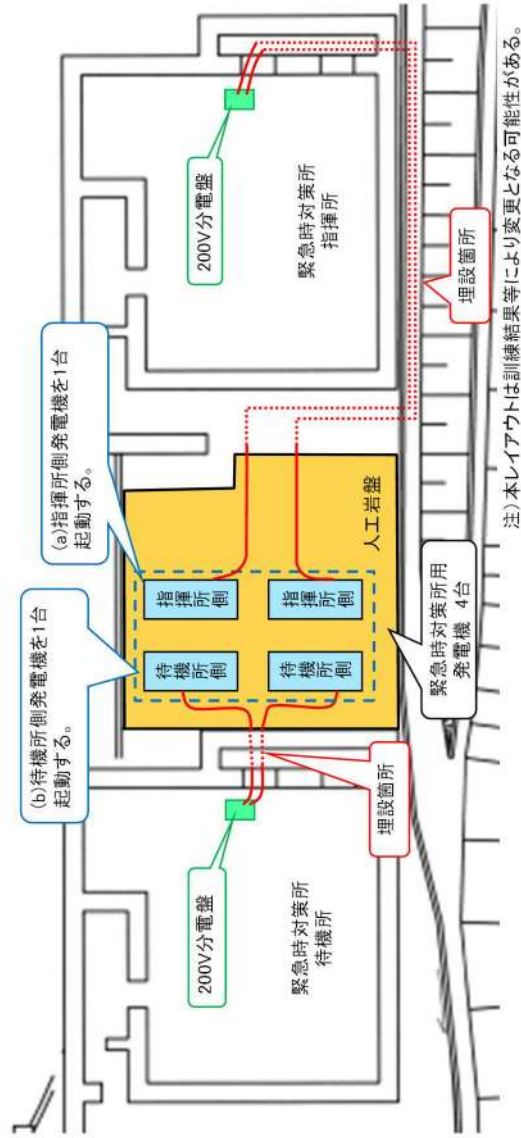 (b)待機所側発電機を1台
起動する。
(a)指揮所側発電機を1台
起動する。
200V分電盤
緊急時対策所
待機所
待機所側
待機所側
指揮所側
指揮所側
人工岩盤
200V分電盤
緊急時対策所
指揮所
埋設箇所
緊急時対策所用
発電機 4台
埋設箇所
注)本レイアウトは訓練結果等により変更となる可能性がある。